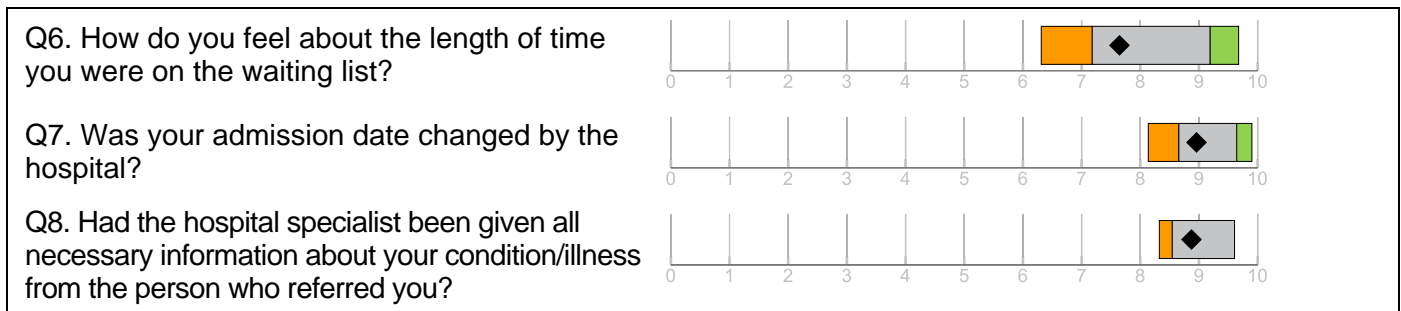 Q6. How do you feel about the length of time
you were on the waiting list?
0 1 2 3 4 5 6 7 8 9 10
Q7. Was your admission date changed by the
hospital?
0 1 2 3 4 5 6 7 8 9 10
Q8. Had the hospital specialist been given all
necessary information about your condition/illness
from the person who referred you?
0 1 2 3 4 5 6 7 8 9 10